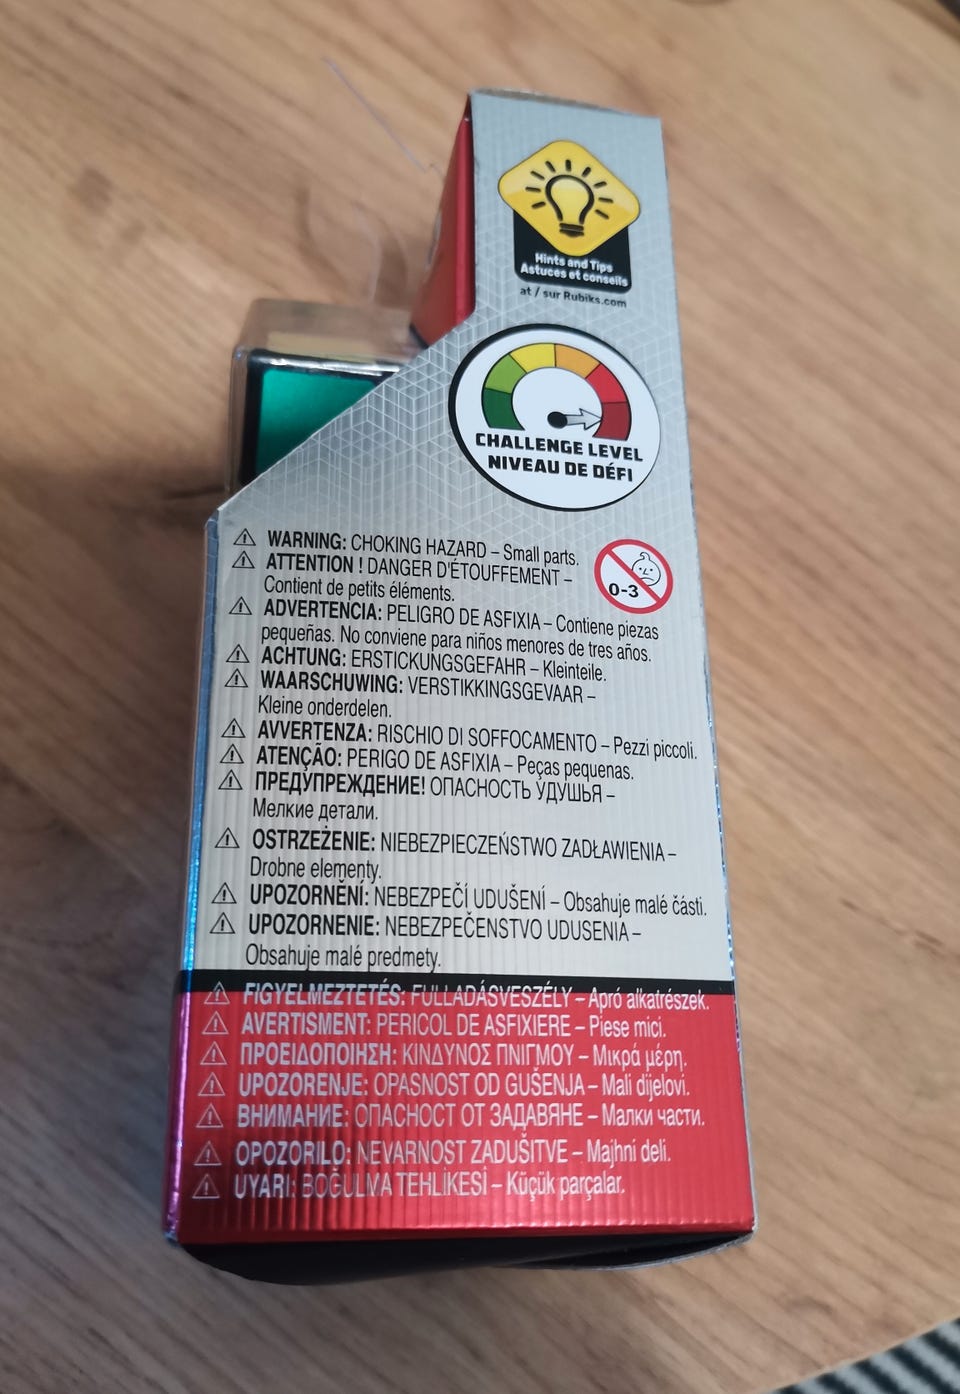 Hints and Tips
Astuces et conseils
at / sur Rubiks.com
CHALLENGE LEVEL
NIVEAU DE DÉFI
WARNING: CHOKING HAZARD – Small parts.
ATTENTION ! DANGER D'ÉTOUFFEMENT –
Contient de petits éléments.
0-3
ADVERTENCIA: PELIGRO DE ASFIXIA – Contiene piezas
pequeñas. No conviene para niños menores de tres años.
ACHTUNG: ERSTICKUNGSGEFAHR – Kleinteile.
WAARSCHUWING: VERSTIKKINGSGEVAAR –
Kleine onderdelen.
AVVERTENZA: RISCHIO DI SOFFOCAMENTO – Pezzi piccoli.
ATENÇÃO: PERIGO DE ASFIXIA – Peças pequenas.
ПРЕДУПРЕЖДЕНИЕ! ОПАСНОСТЬ УДУШЬЯ –
Мелкие детали.
OSTRZEŻENIE: NIEBEZPIECZEŃSTWO ZADŁAWIENIA –
Drobne elementy.
UPOZORNĚNÍ: NEBEZPEČÍ UDUŠENÍ – Obsahuje malé části.
UPOZORNENIE: NEBEZPEČENSTVO UDUSENIA –
Obsahuje malé predmety.
FIGYELMEZTETÉS: FULLADÁSVESZÉLY – Apró alkatrészek.
AVERTISMENT: PERICOL DE ASFIXIERE – Piese mici.
ΠΡΟΕΙΔΟΠΟΙΗΣΗ: ΚΙΝΔΥΝΟΣ ΠΝΙΓΜΟΥ – Μικρά μέρη.
UPOZORENJE: OPASNOST OD GUŠENJA – Mali dijelovi.
ВНИМАНИЕ: ОПАСНОСТ ОТ ЗАДАВЯНЕ – Малки части.
OPOZORILO: NEVARNOST ZADUŠITVE – Majhni deli.
UYARI: BOĞULMA TEHLİKESİ – Küçük parçalar.